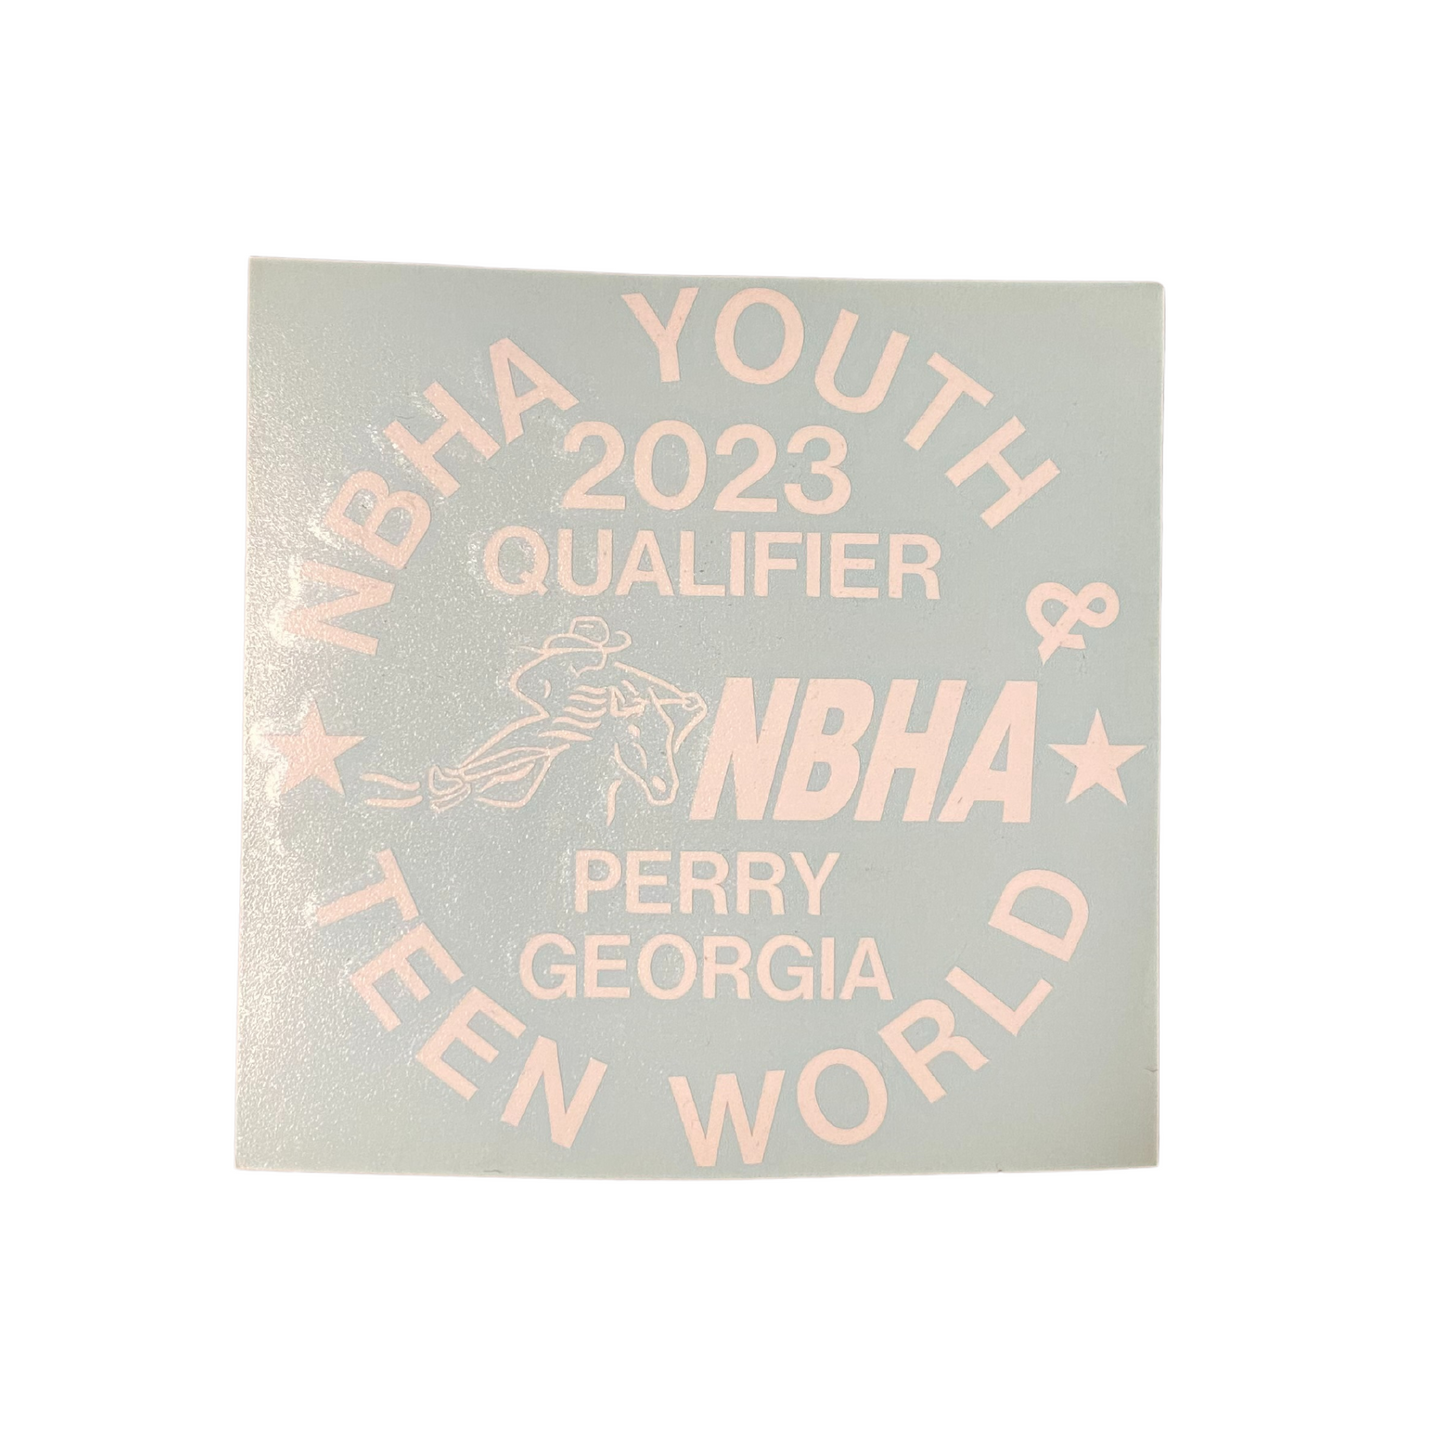 NBHA YOUTH &
2023
QUALIFIER
NBHA
PERRY
GEORGIA
TEEN WORLD